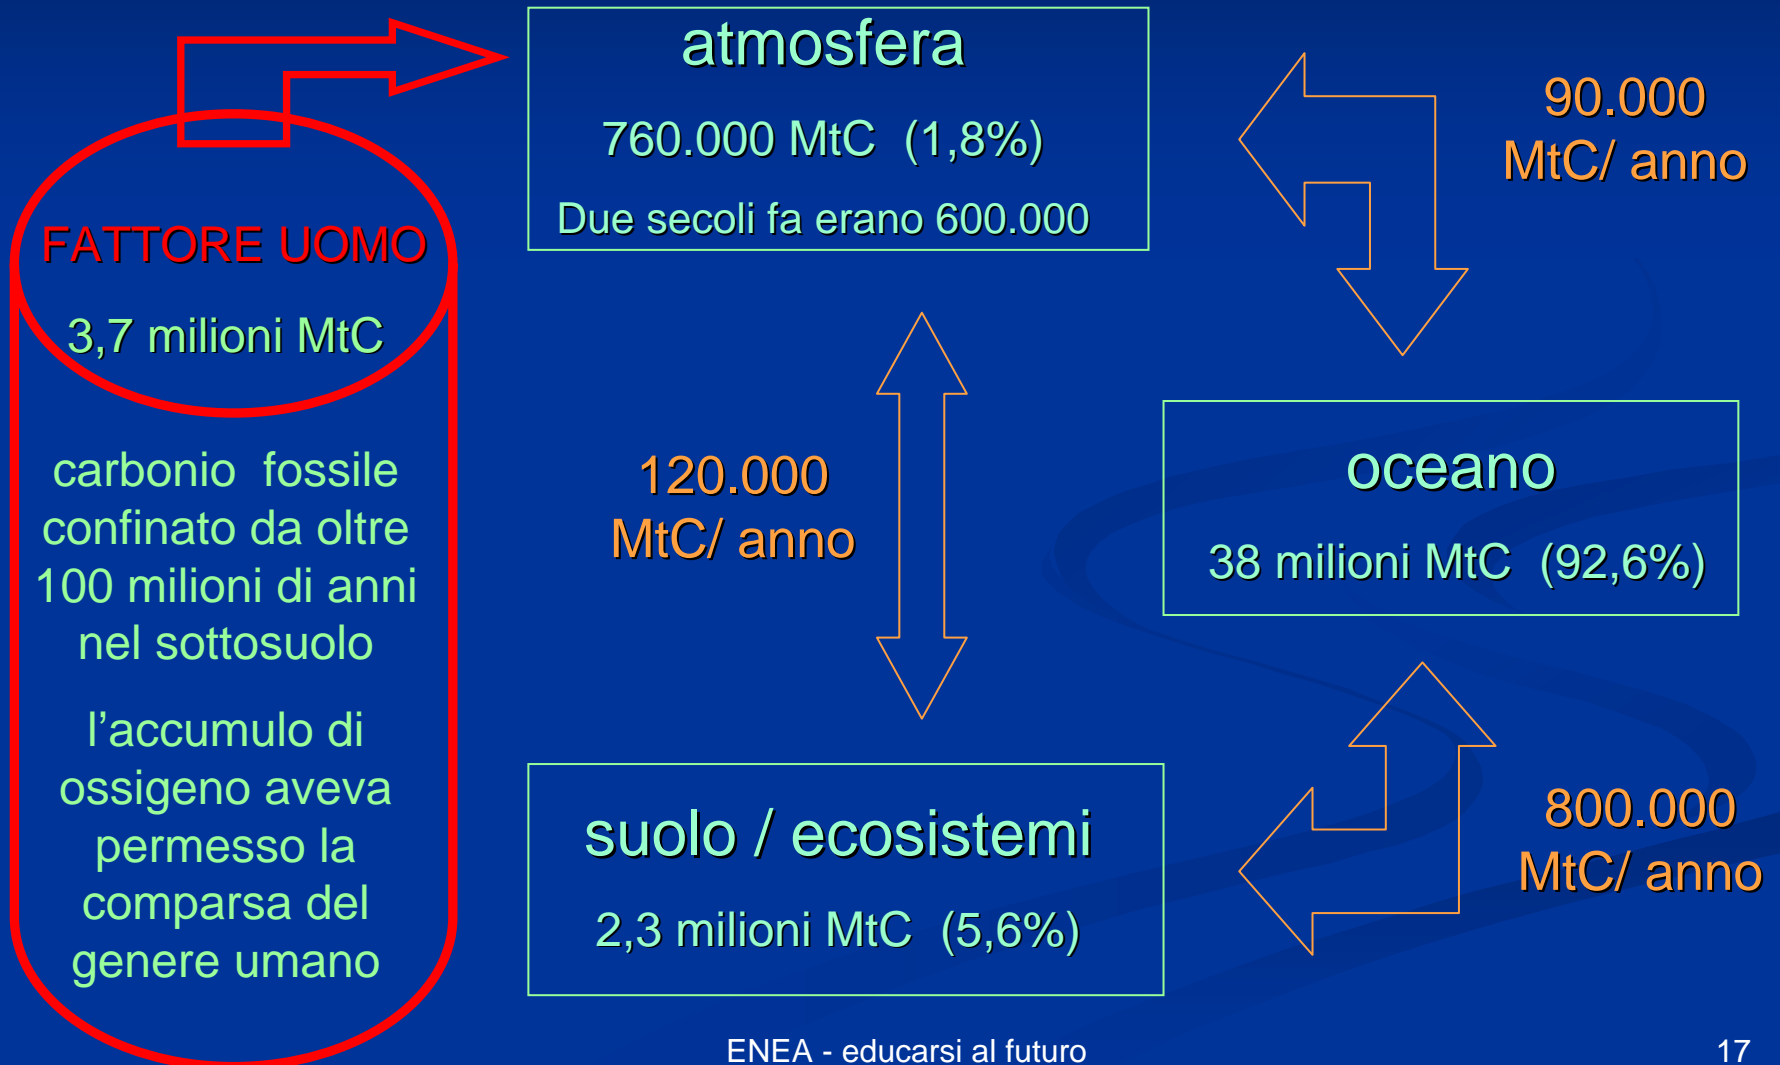 atmosfera
760.000 MtC (1,8%)
Due secoli fa erano 600.000
90.000
MtC/ anno
FATTORE UOMO
3,7 milioni MtC
carbonio fossile
confinato da oltre
100 milioni di anni
nel sottosuolo
l’accumulo di
ossigeno aveva
permesso la
comparsa del
genere umano
120.000
MtC/ anno
oceano
38 milioni MtC (92,6%)
suolo / ecosistemi
2,3 milioni MtC (5,6%)
800.000
MtC/ anno
ENEA - educarsi al futuro
17